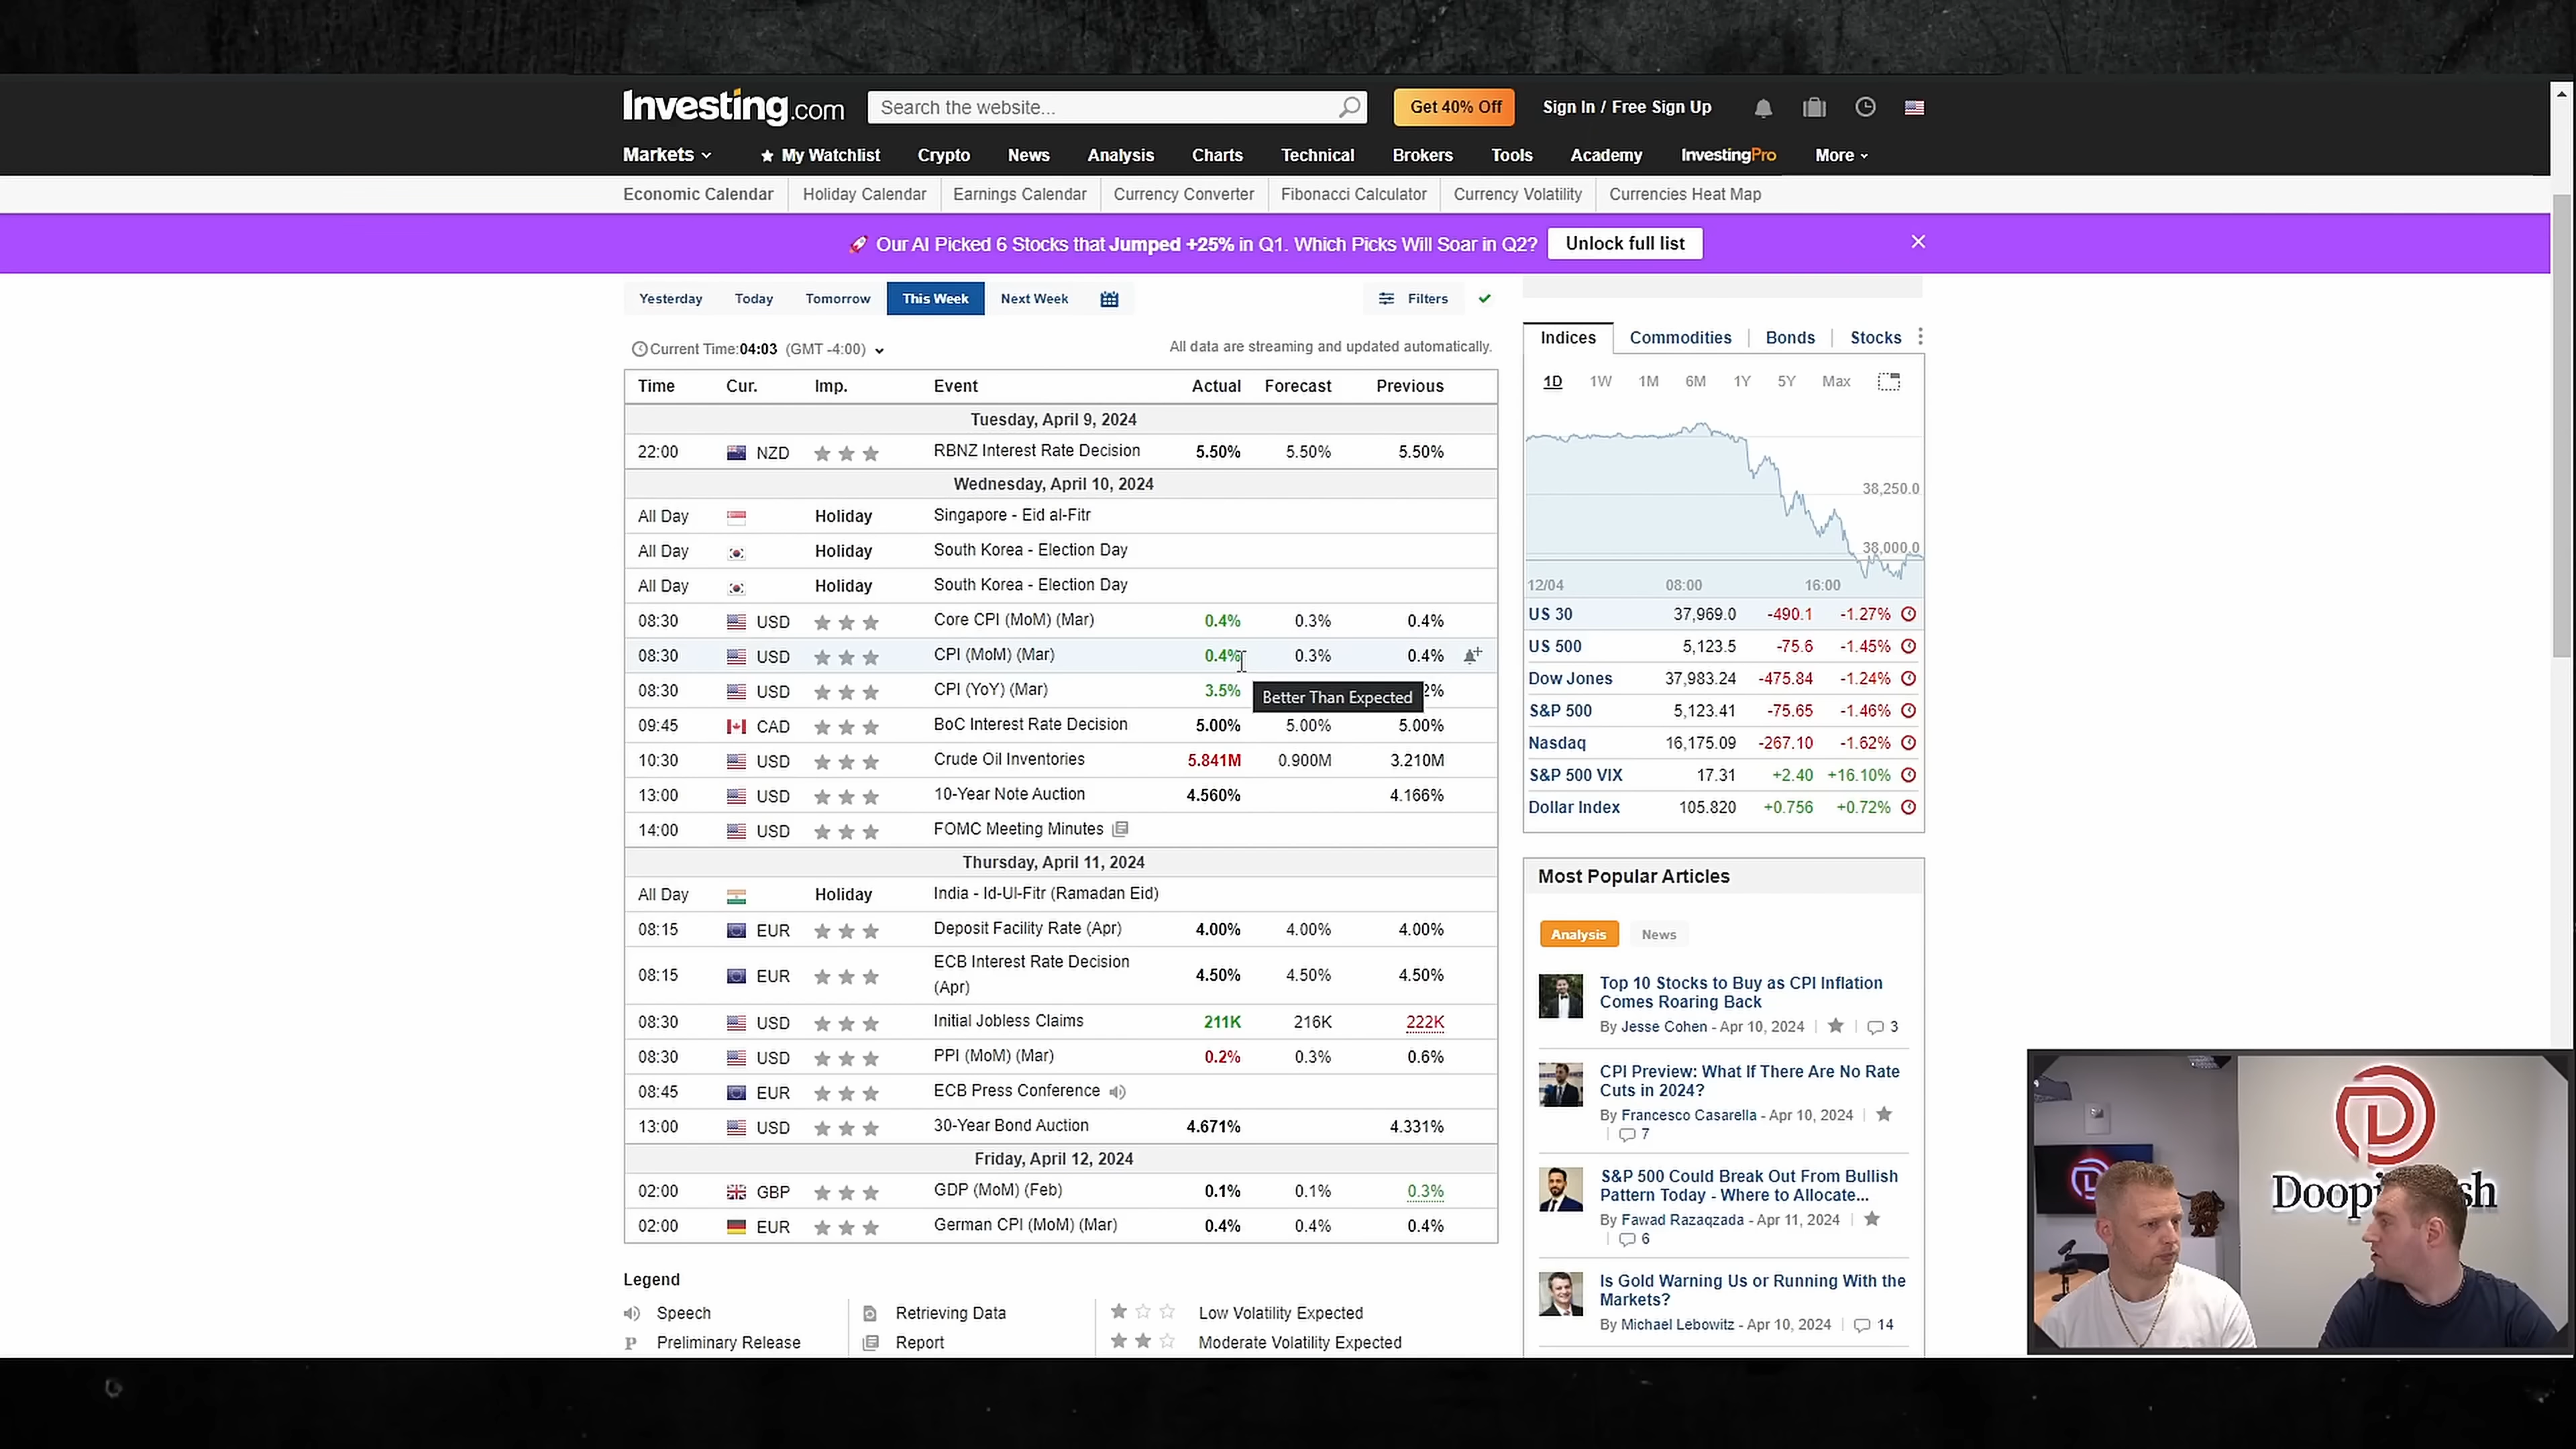 Investing.com
Search the website...
Get 40% Off
Sign In / Free Sign Up
Markets
My Watchlist
Crypto
News
Analysis
Charts
Technical
Brokers
Tools
Academy
InvestingPro
More
Economic Calendar
Holiday Calendar
Earnings Calendar
Currency Converter
Fibonacci Calculator
Currency Volatility
Currencies Heat Map
Our AI Picked 6 Stocks that Jumped +25% in Q1. Which Picks Will Soar in Q2?
Unlock full list
Yesterday
Today
Tomorrow
This Week
Next Week
Filters
Current Time:04:03 (GMT -4:00)
All data are streaming and updated automatically.
Time Cur. Imp. Event Actual Forecast Previous
Tuesday, April 9, 2024
22:00 NZD RBNZ Interest Rate Decision 5.50% 5.50% 5.50%
Wednesday, April 10, 2024
All Day Holiday Singapore - Eid al-Fitr
All Day Holiday South Korea - Election Day
All Day Holiday South Korea - Election Day
08:30 USD Core CPI (MoM) (Mar) 0.4% 0.3% 0.4%
08:30 USD CPI (MoM) (Mar) 0.4% 0.3% 0.4%
08:30 USD CPI (YoY) (Mar) 3.5% 2%
Better Than Expected
09:45 CAD BoC Interest Rate Decision 5.00% 5.00% 5.00%
10:30 USD Crude Oil Inventories 5.841M 0.900M 3.210M
13:00 USD 10-Year Note Auction 4.560% 4.166%
14:00 USD FOMC Meeting Minutes
Thursday, April 11, 2024
All Day Holiday India - Id-Ul-Fitr (Ramadan Eid)
08:15 EUR Deposit Facility Rate (Apr) 4.00% 4.00% 4.00%
08:15 EUR ECB Interest Rate Decision (Apr) 4.50% 4.50% 4.50%
08:30 USD Initial Jobless Claims 211K 216K 222K
08:30 USD PPI (MoM) (Mar) 0.2% 0.3% 0.6%
08:45 EUR ECB Press Conference
13:00 USD 30-Year Bond Auction 4.671% 4.331%
Friday, April 12, 2024
02:00 GBP GDP (MoM) (Feb) 0.1% 0.1% 0.3%
02:00 EUR German CPI (MoM) (Mar) 0.4% 0.4% 0.4%
Legend
Speech
Retrieving Data
Low Volatility Expected
P Preliminary Release
Report
Moderate Volatility Expected
Indices
Commodities
Bonds
Stocks
1D 1W 1M 6M 1Y 5Y Max
38,250.0
38,000.0
12/04 08:00 16:00
US 30 37,969.0 -490.1 -1.27%
US 500 5,123.5 -75.6 -1.45%
Dow Jones 37,983.24 -475.84 -1.24%
S&P 500 5,123.41 -75.65 -1.46%
Nasdaq 16,175.09 -267.10 -1.62%
S&P 500 VIX 17.31 +2.40 +16.10%
Dollar Index 105.820 +0.756 +0.72%
Most Popular Articles
Analysis
News
Top 10 Stocks to Buy as CPI Inflation
Comes Roaring Back
By Jesse Cohen - Apr 10, 2024 3
CPI Preview: What If There Are No Rate
Cuts in 2024?
By Francesco Casarella - Apr 10, 2024
7
S&P 500 Could Break Out From Bullish
Pattern Today - Where to Allocate...
By Fawad Razaqzada - Apr 11, 2024
6
Is Gold Warning Us or Running With the
Markets?
By Michael Lebowitz - Apr 10, 2024 14